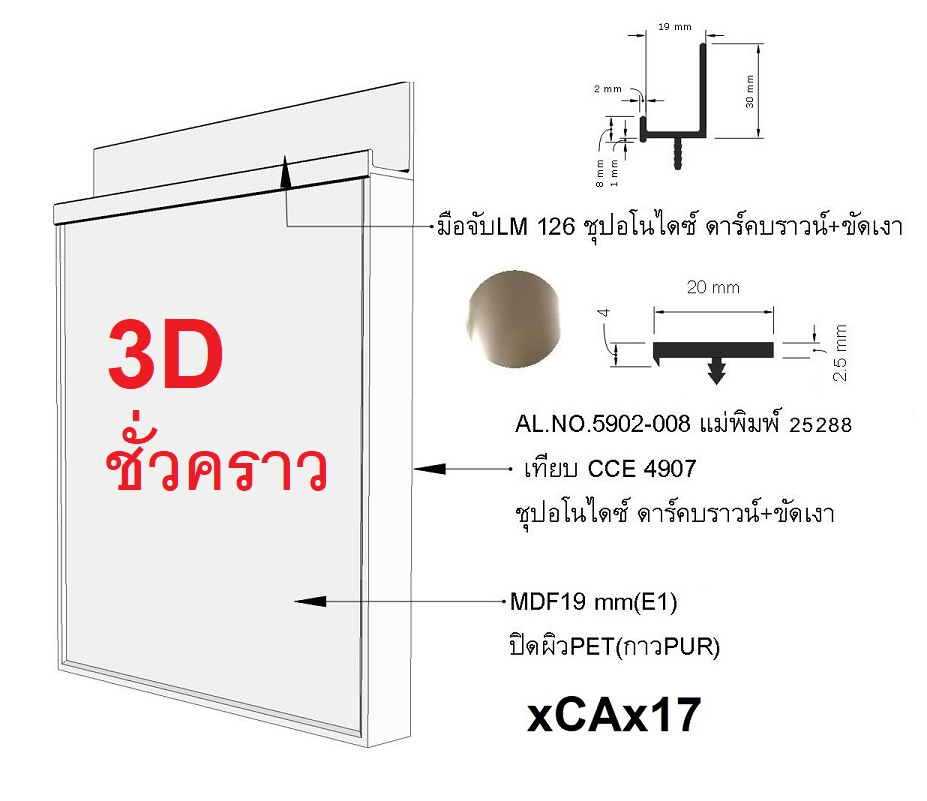 19 mm
2 mm
30 mm
8 mm
1 mm
มือจับLM 126 ชุปอโนไดซ์ ดาร์คบราวน์+ขัดเงา
20 mm
4
2.5 mm
3D
ชั่วคราว
AL.NO.5902-008 แม่พิมพ์ 25288
เทียบ CCE 4907
ชุปอโนไดซ์ ดาร์คบราวน์+ขัดเงา
MDF19 mm(E1)
ปิดผิวPET(กาวPUR)
xCAx17